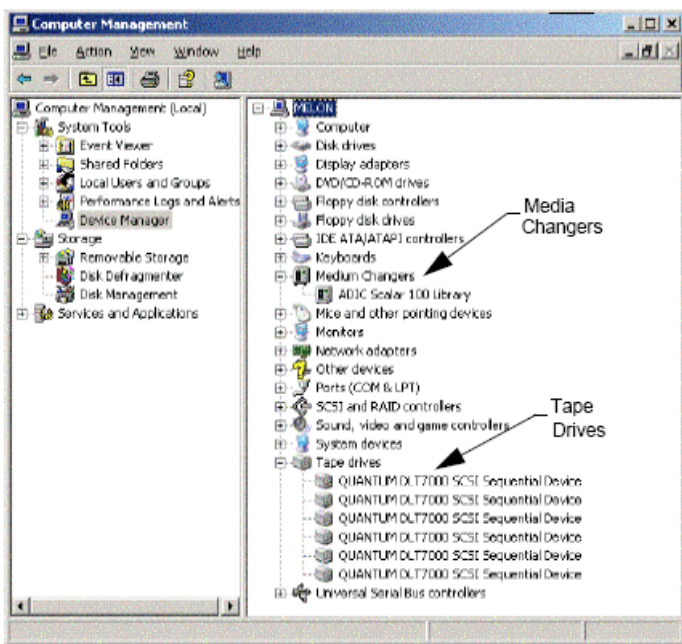 Computer Management
File Action View Window Help
Computer Management (Local)
System Tools
Event Viewer
Shared Folders
Local Users and Groups
Performance Logs and Alerts
Device Manager
Storage
Removable Storage
Disk Defragmenter
Disk Management
Services and Applications
MELON
Computer
Disk drives
Display adapters
DVD/CD-ROM drives
Floppy disk controllers
Floppy disk drives
IDE ATA/ATAPI controllers
Keyboards
Medium Changers
ADIC Scalar 100 Library
Mice and other pointing devices
Monitors
Network adapters
Other devices
Ports (COM & LPT)
SCSI and RAID controllers
Sound, video and game controllers
System devices
Tape drives
QUANTUM DLT7000 SCSI Sequential Device
QUANTUM DLT7000 SCSI Sequential Device
QUANTUM DLT7000 SCSI Sequential Device
QUANTUM DLT7000 SCSI Sequential Device
QUANTUM DLT7000 SCSI Sequential Device
QUANTUM DLT7000 SCSI Sequential Device
Universal Serial Bus controllers
Media
Changers
Tape
Drives